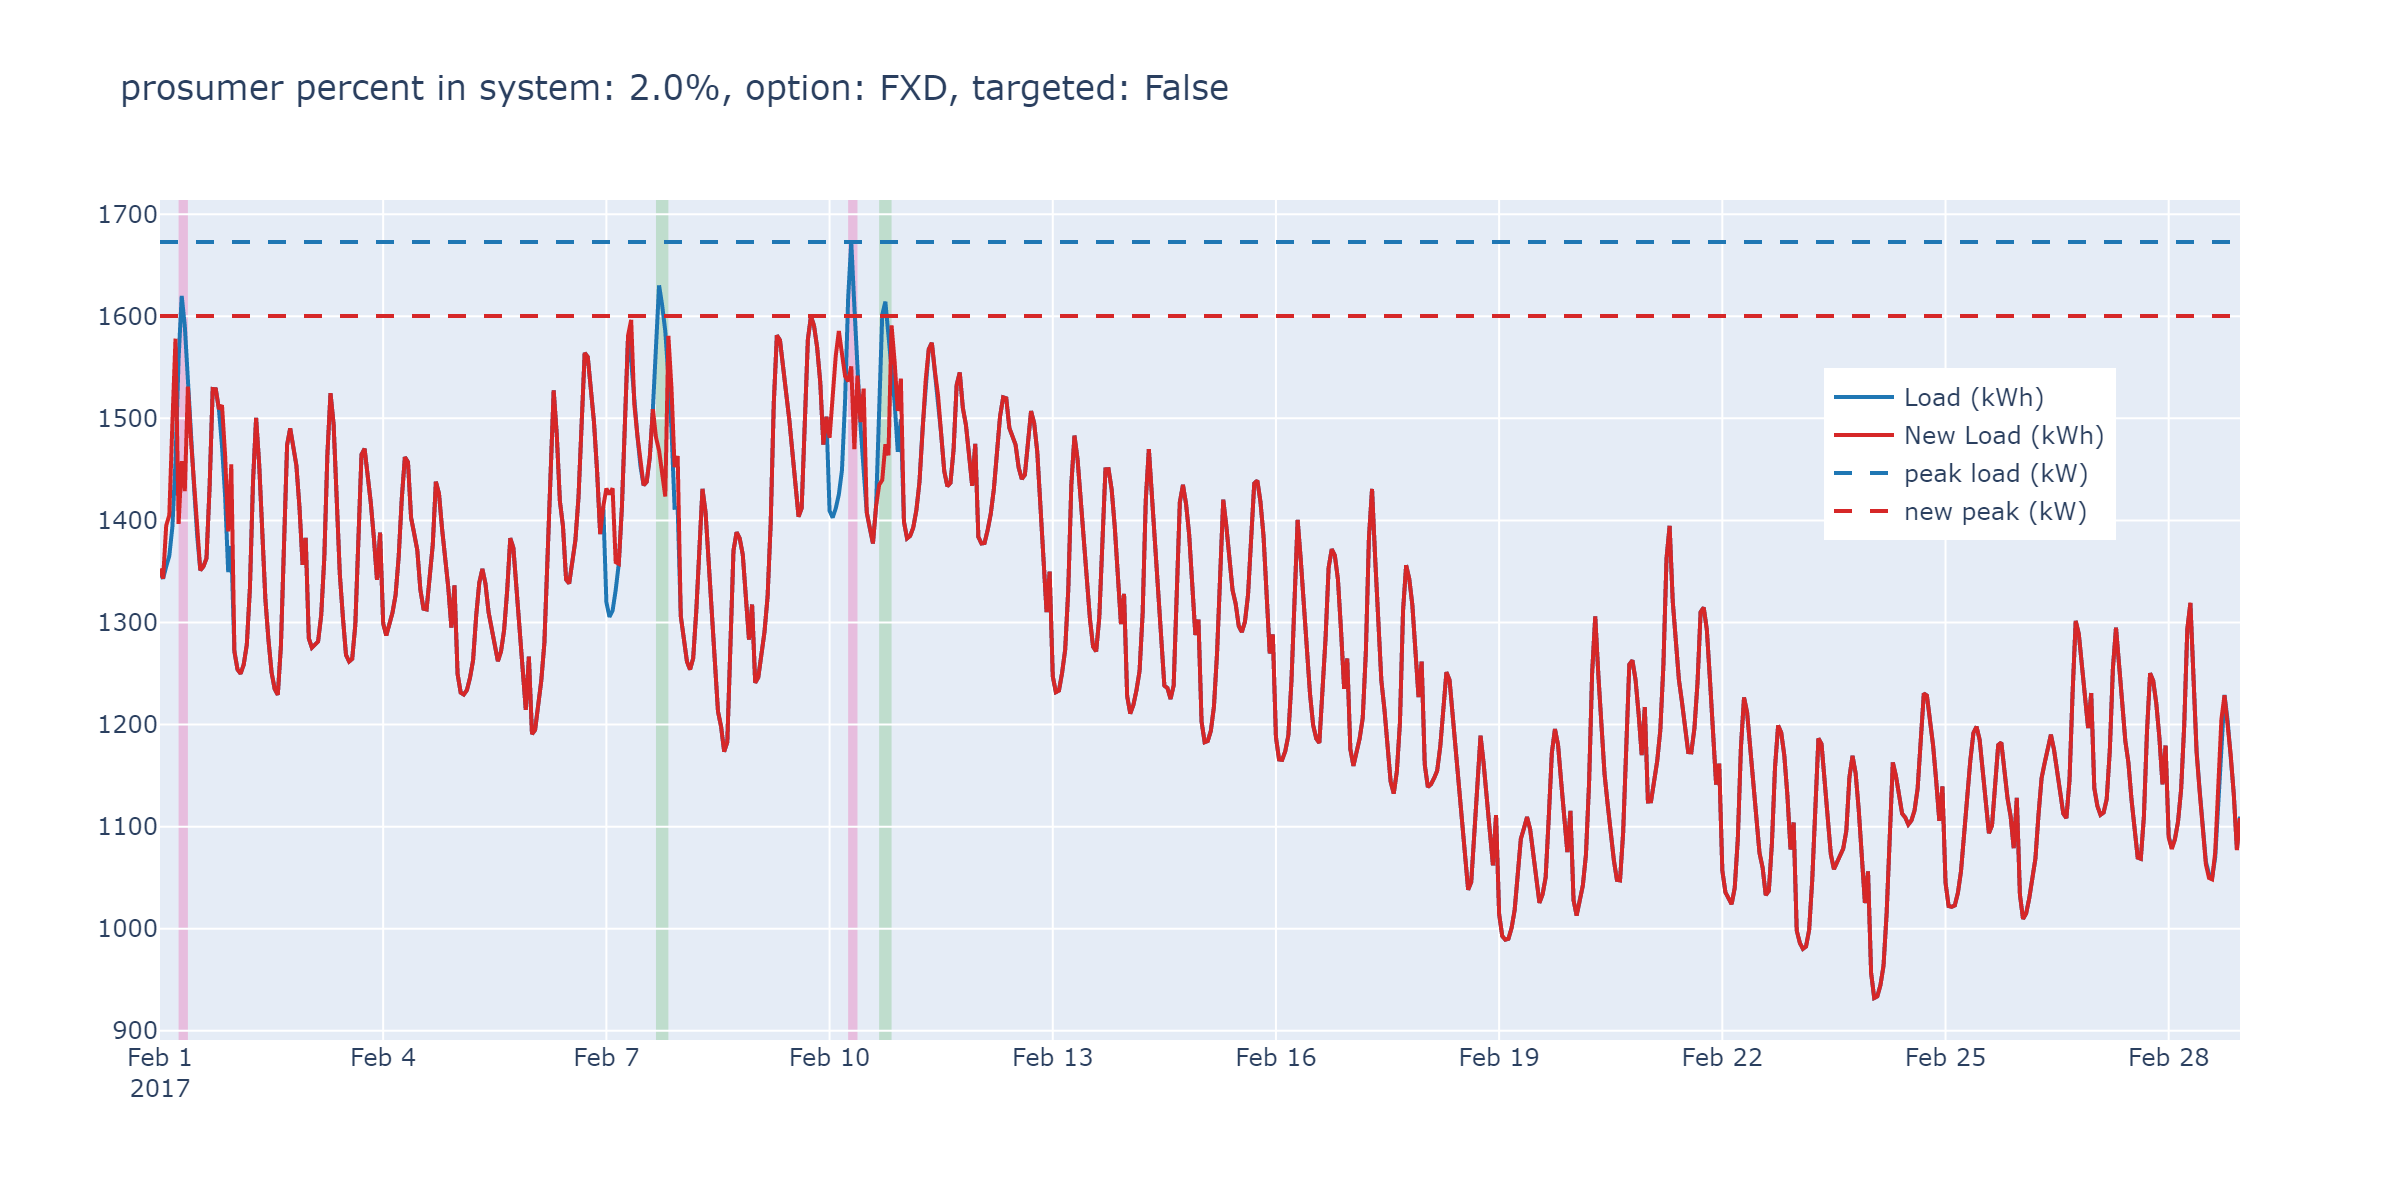 prosumer percent in system: 2.0%, option: FXD, targeted: False
1700
1600
1500
1400
1300
1200
1100
1000
900
Load (kWh)
New Load (kWh)
peak load (kW)
new peak (kW)
Feb 1 Feb 4 Feb 7 Feb 10 Feb 13 Feb 16 Feb 19 Feb 22 Feb 25 Feb 28
2017